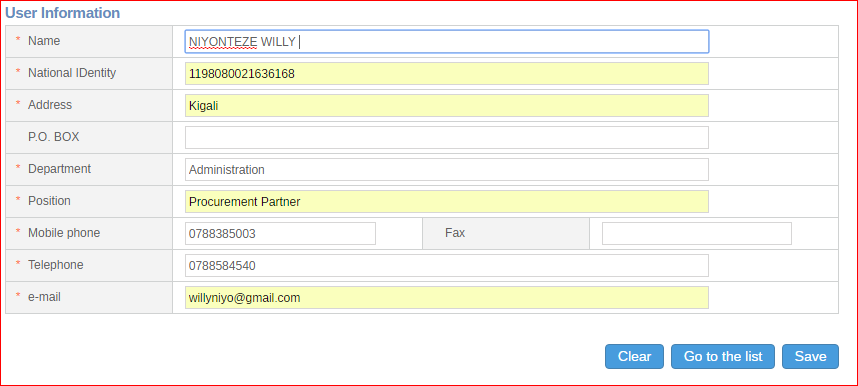 User Information
* Name NIYONTEZE WILLY
* National IDentity 1198080021636168
* Address Kigali
P.O. BOX
* Department Administration
* Position Procurement Partner
* Mobile phone 0788385003 Fax
* Telephone 0788584540
* e-mail willyniyo@gmail.com
Clear Go to the list Save